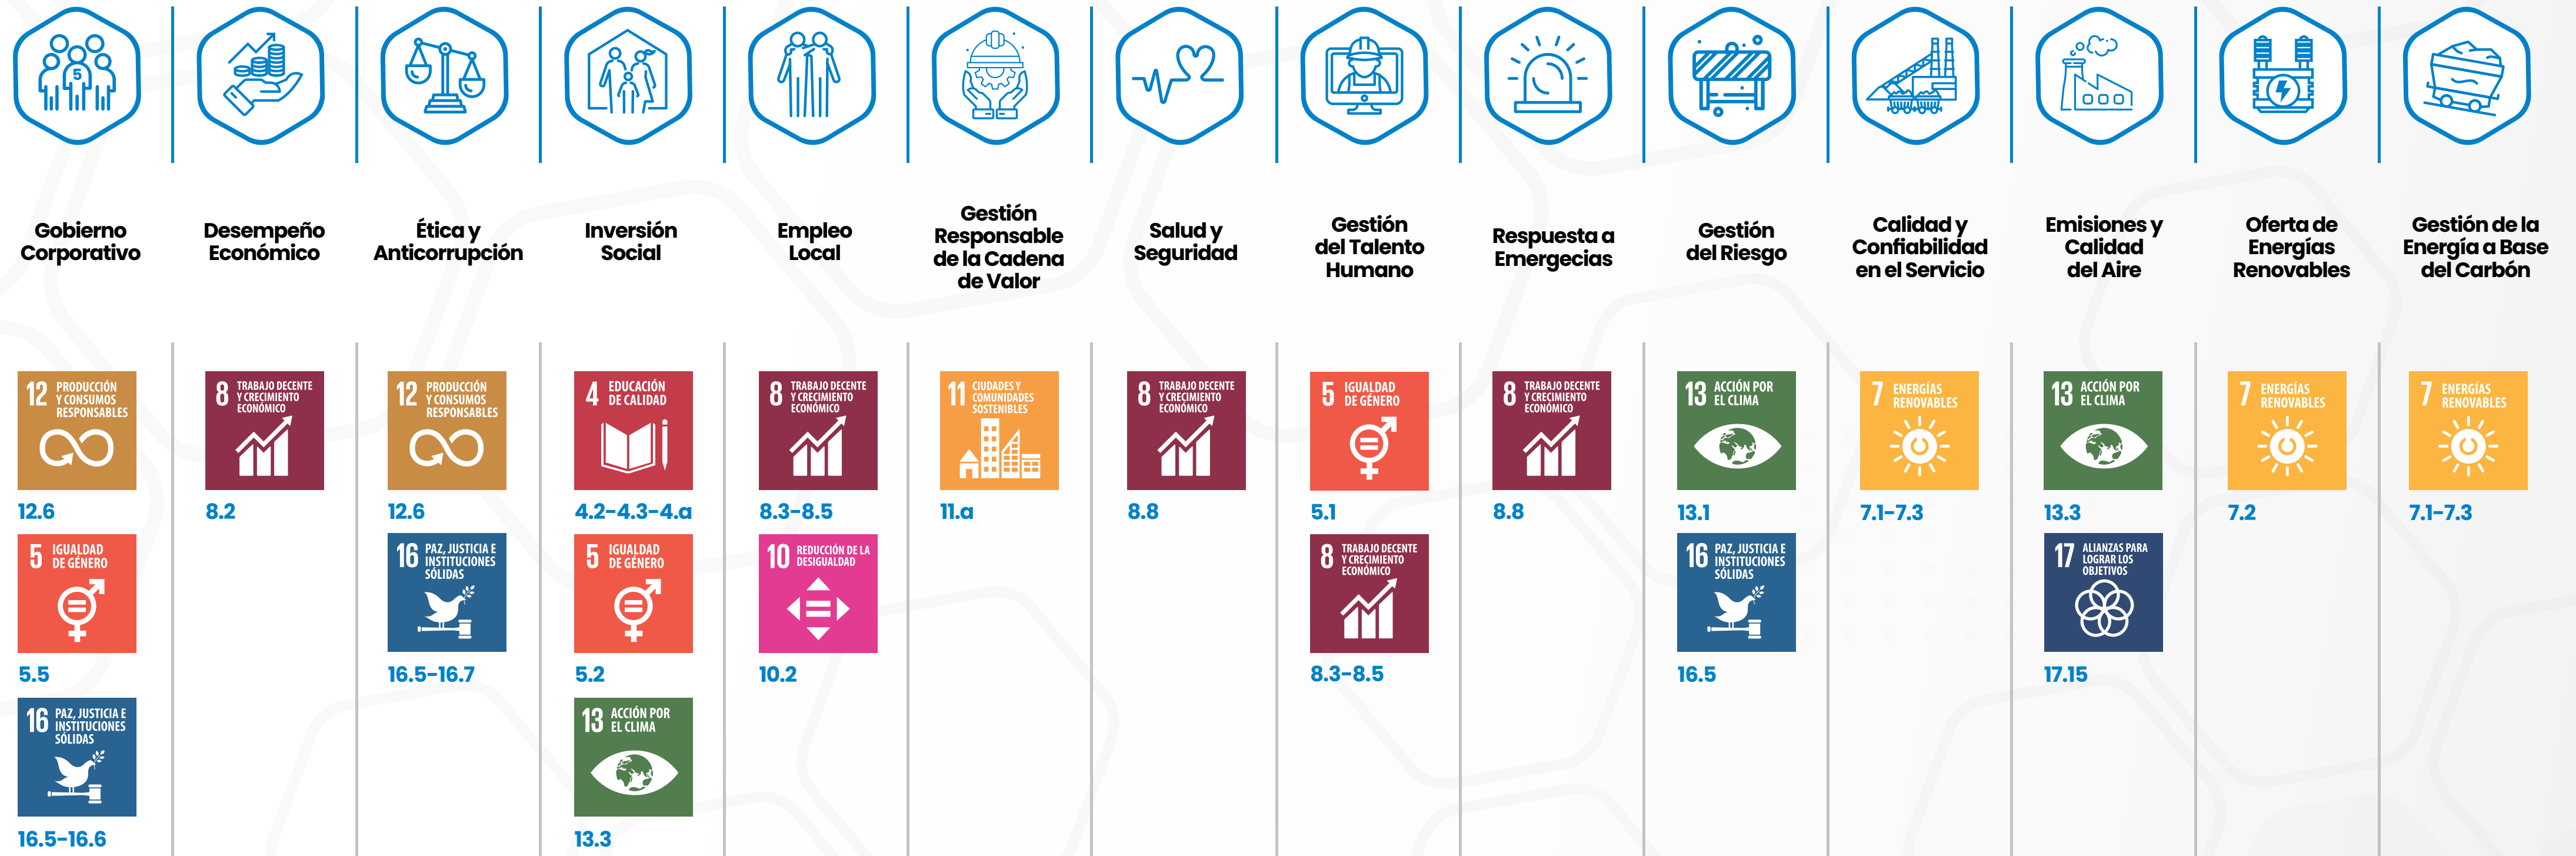 5
Gobierno
Corporativo
Desempeño
Económico
Ética y
Anticorrupción
Inversión
Social
Empleo
Local
Gestión
Responsable
de la Cadena
de Valor
Salud y
Seguridad
Gestión
del Talento
Humano
Respuesta a
Emergecias
Gestión
del Riesgo
Calidad y
Confiabilidad
en el Servicio
Emisiones y
Calidad
del Aire
Oferta de
Energías
Renovables
Gestión de la
Energía a Base
del Carbón
12 PRODUCCIÓN
Y CONSUMOS
RESPONSABLES
12.6
5 IGUALDAD
DE GÉNERO
5.5
16 PAZ, JUSTICIA E
INSTITUCIONES
SÓLIDAS
16.5-16.6
8 TRABAJO DECENTE
Y CRECIMIENTO
ECONÓMICO
8.2
12 PRODUCCIÓN
Y CONSUMOS
RESPONSABLES
12.6
16 PAZ, JUSTICIA E
INSTITUCIONES
SÓLIDAS
16.5-16.7
4 EDUCACIÓN
DE CALIDAD
4.2-4.3-4.a
5 IGUALDAD
DE GÉNERO
5.2
13 ACCIÓN POR
EL CLIMA
13.3
8 TRABAJO DECENTE
Y CRECIMIENTO
ECONÓMICO
8.3-8.5
10 REDUCCIÓN DE LA
DESIGUALDAD
10.2
11 CIUDADES Y
COMUNIDADES
SOSTENIBLES
11.a
8 TRABAJO DECENTE
Y CRECIMIENTO
ECONÓMICO
8.8
5 IGUALDAD
DE GÉNERO
5.1
8 TRABAJO DECENTE
Y CRECIMIENTO
ECONÓMICO
8.3-8.5
8 TRABAJO DECENTE
Y CRECIMIENTO
ECONÓMICO
8.8
13 ACCIÓN POR
EL CLIMA
13.1
16 PAZ, JUSTICIA E
INSTITUCIONES
SÓLIDAS
16.5
7 ENERGÍAS
RENOVABLES
7.1-7.3
13 ACCIÓN POR
EL CLIMA
13.3
17 ALIANZAS PARA
LOGRAR LOS
OBJETIVOS
17.15
7 ENERGÍAS
RENOVABLES
7.2
7 ENERGÍAS
RENOVABLES
7.1-7.3